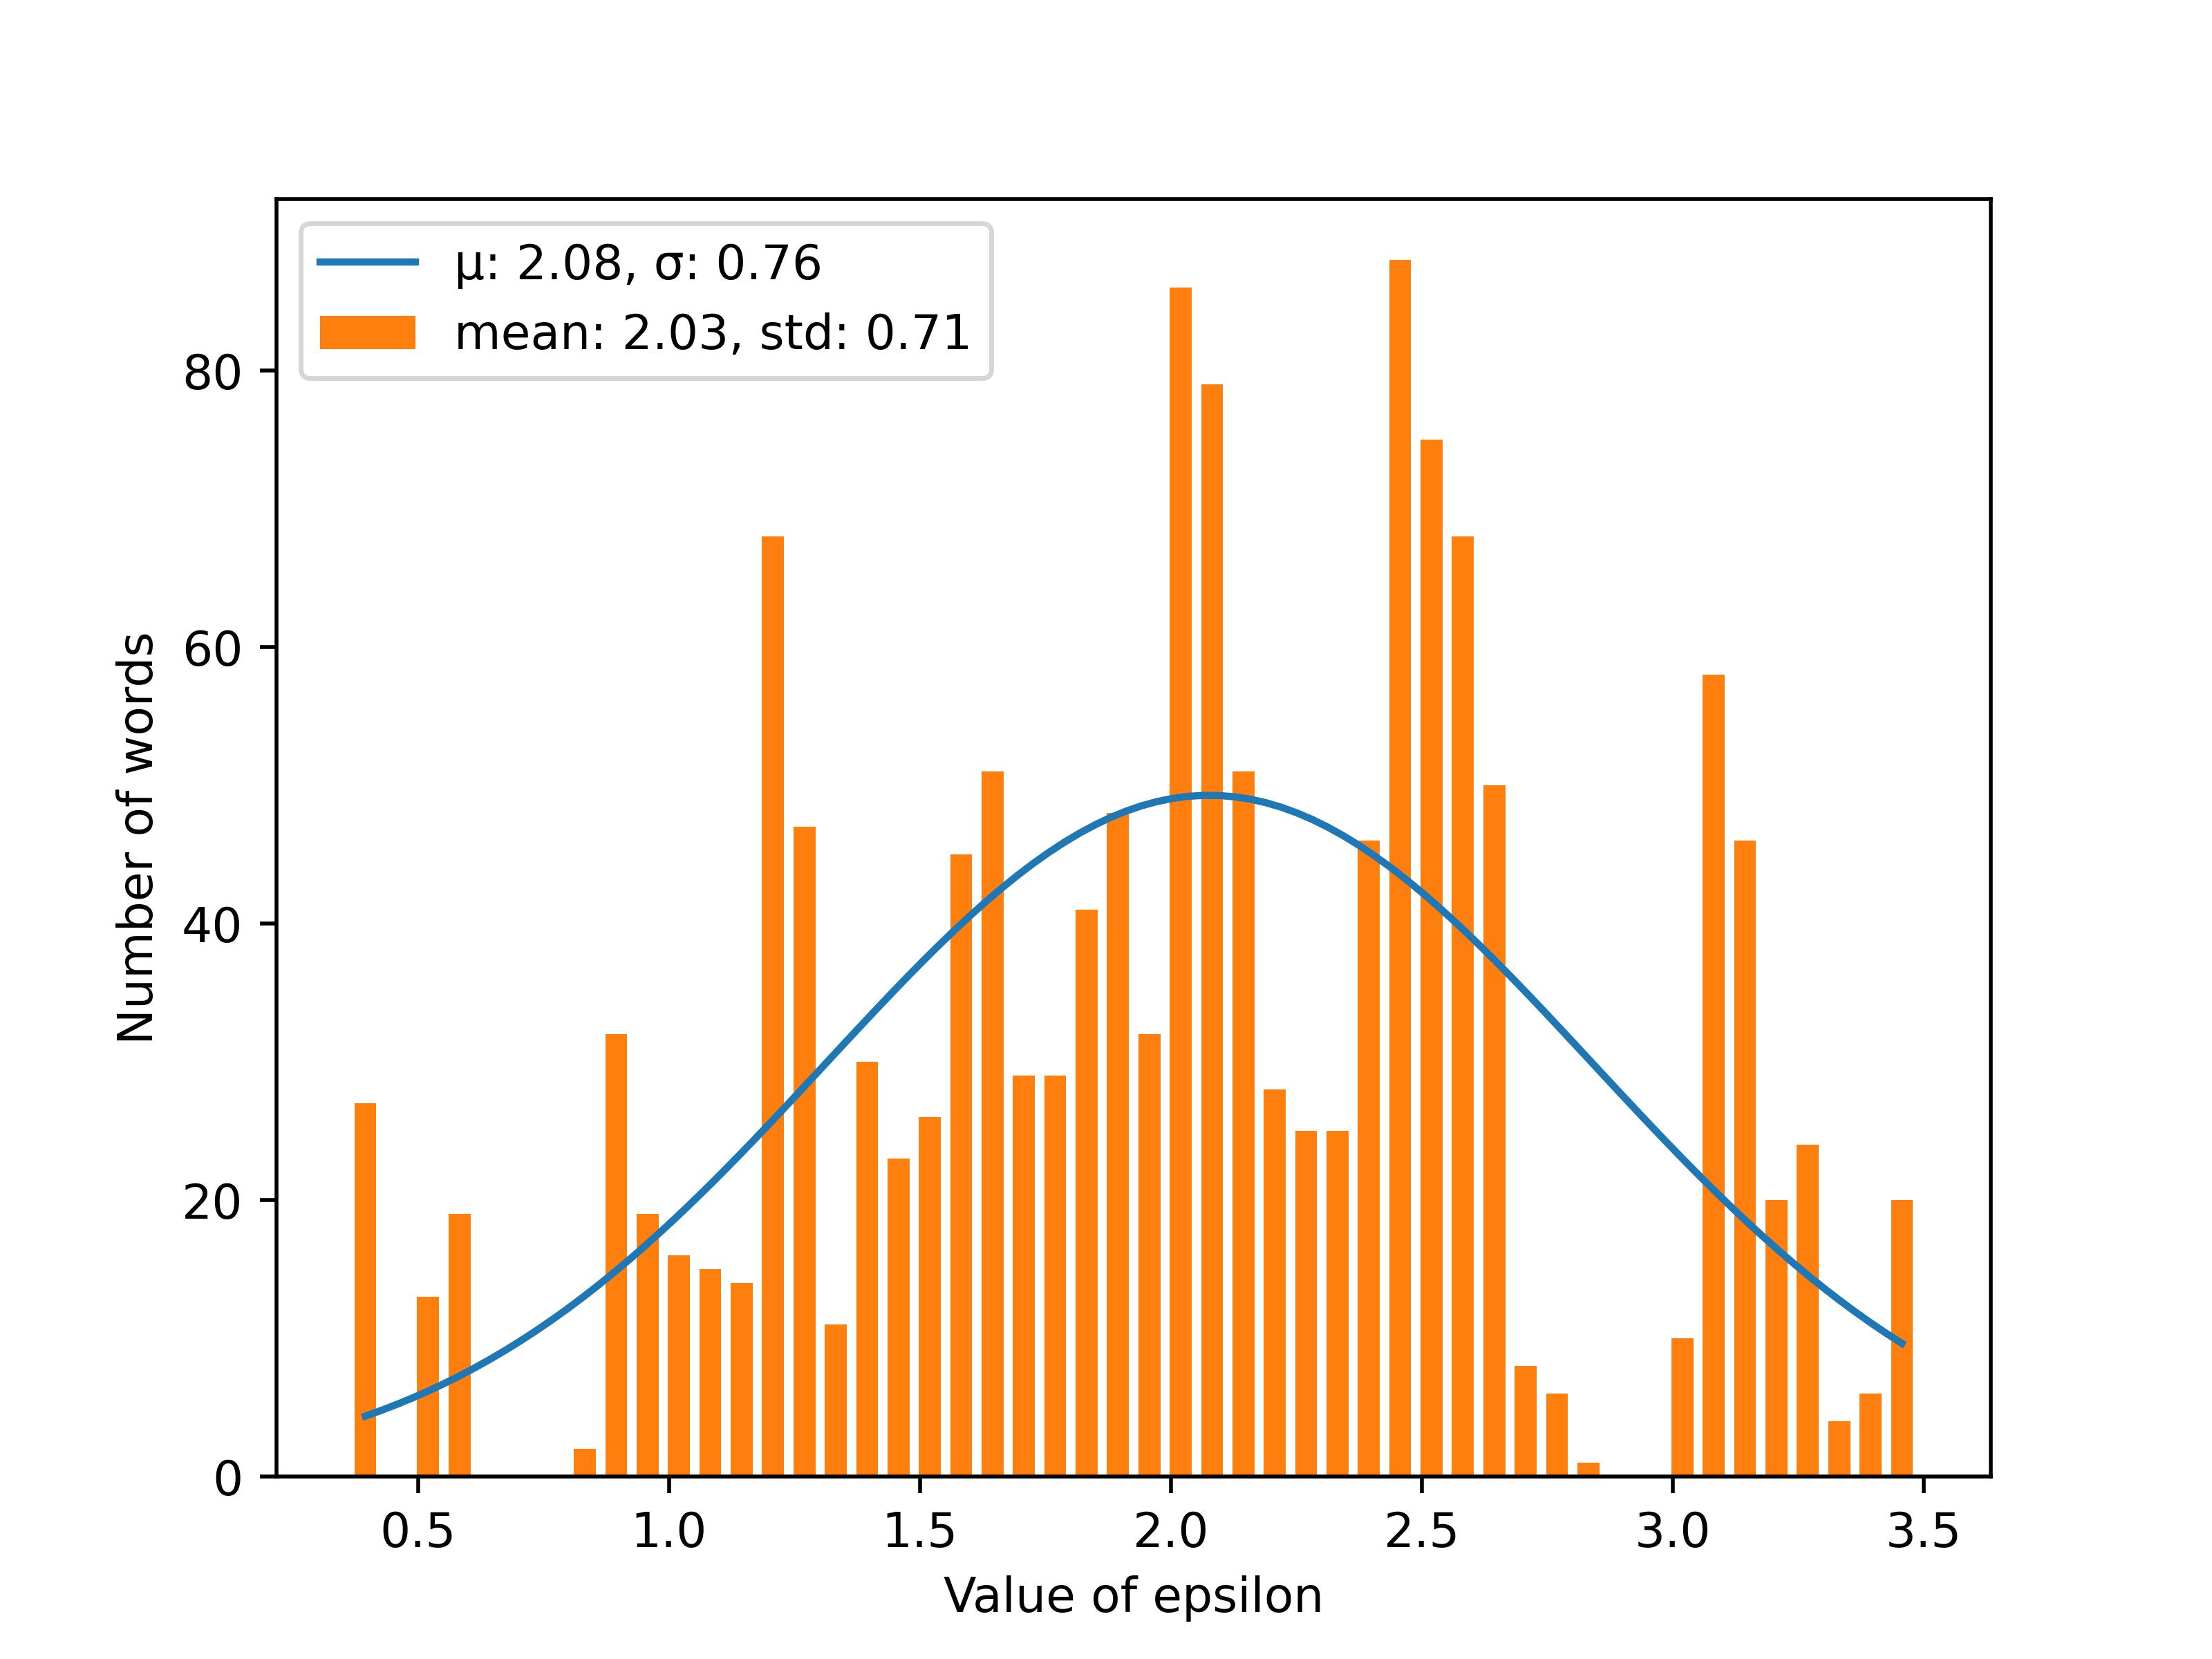 μ: 2.08, σ: 0.76
mean: 2.03, std: 0.71
80
60
40
20
0
Number of words
0.5 1.0 1.5 2.0 2.5 3.0 3.5
Value of epsilon